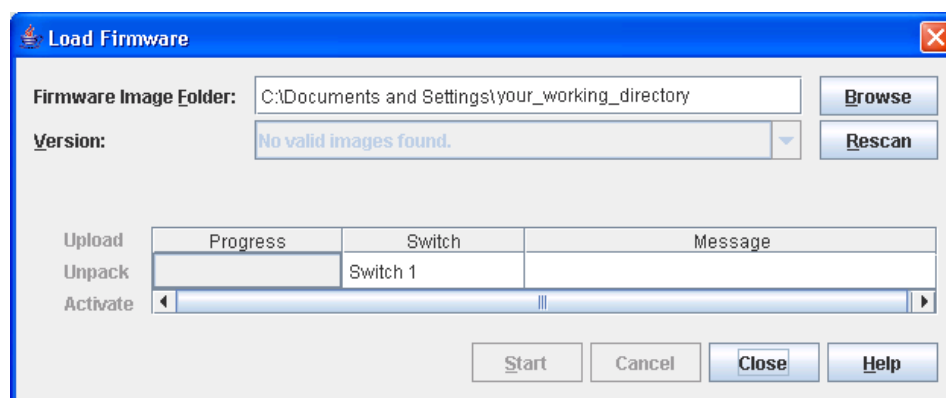 Load Firmware
Firmware Image Folder: C:\Documents and Settings\your_working_directory Browse
Version: No valid images found. Rescan
Upload Progress Switch Message
Unpack Switch 1
Activate
Start Cancel Close Help